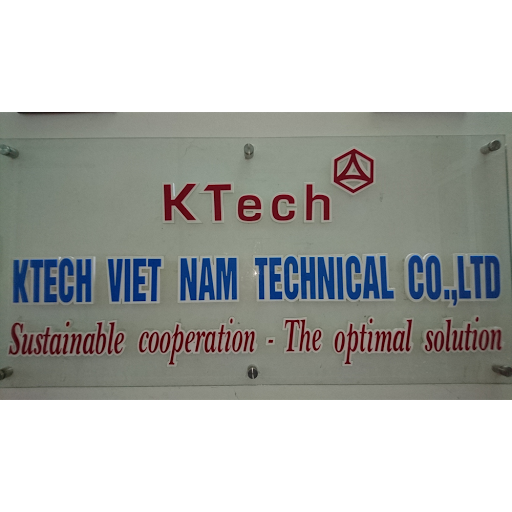 KTech
KTECH VIET NAM TECHNICAL CO.,LTD
Sustainable cooperation - The optimal solution